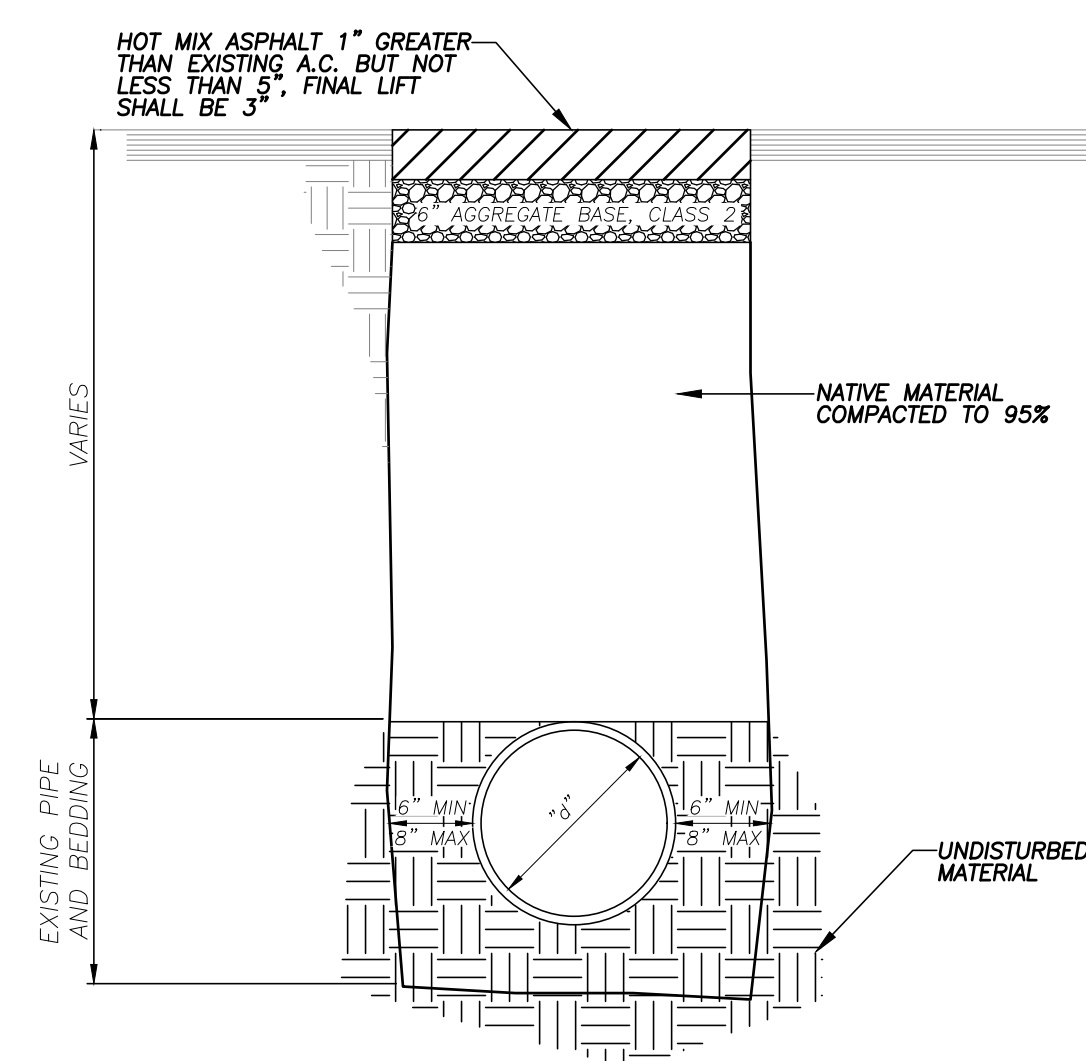 HOT MIX ASPHALT 1" GREATER
THAN EXISTING A.C. BUT NOT
LESS THAN 5", FINAL LIFT
SHALL BE 3"
6" AGGREGATE BASE, CLASS 2
VARIES
NATIVE MATERIAL
COMPACTED TO 95%
EXISTING PIPE
AND BEDDING
6" MIN
8" MAX
"d"
6" MIN
8" MAX
UNDISTURBED
MATERIAL